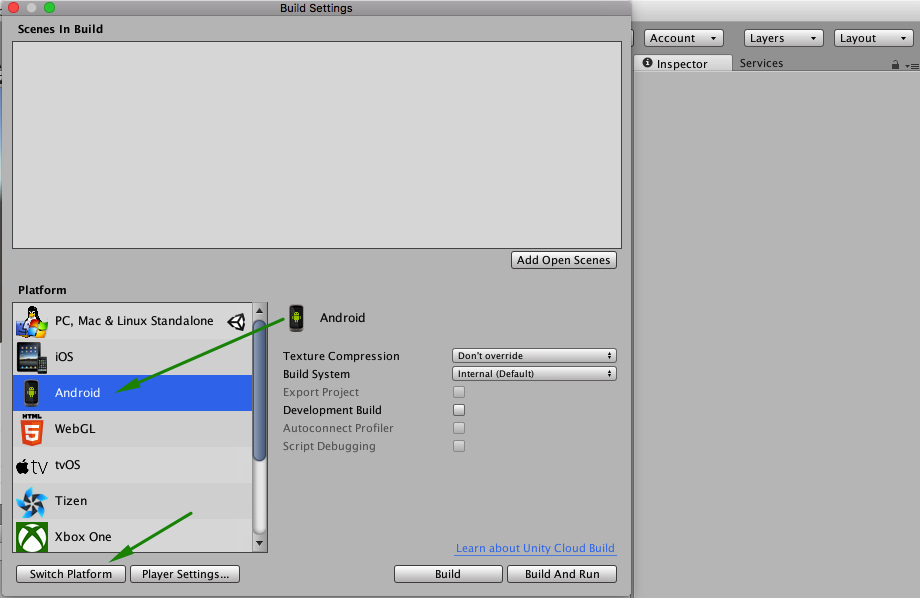 Build Settings
Scenes In Build
Account
Layers
Layout
Inspector
Services
Add Open Scenes
Platform
PC, Mac & Linux Standalone
iOS
Android
HTML
5
WebGL
tv
tvOS
Tizen
Xbox One
Android
Texture Compression
Don't override
Build System
Internal (Default)
Export Project
Development Build
Autoconnect Profiler
Script Debugging
Learn about Unity Cloud Build
Switch Platform
Player Settings...
Build
Build And Run